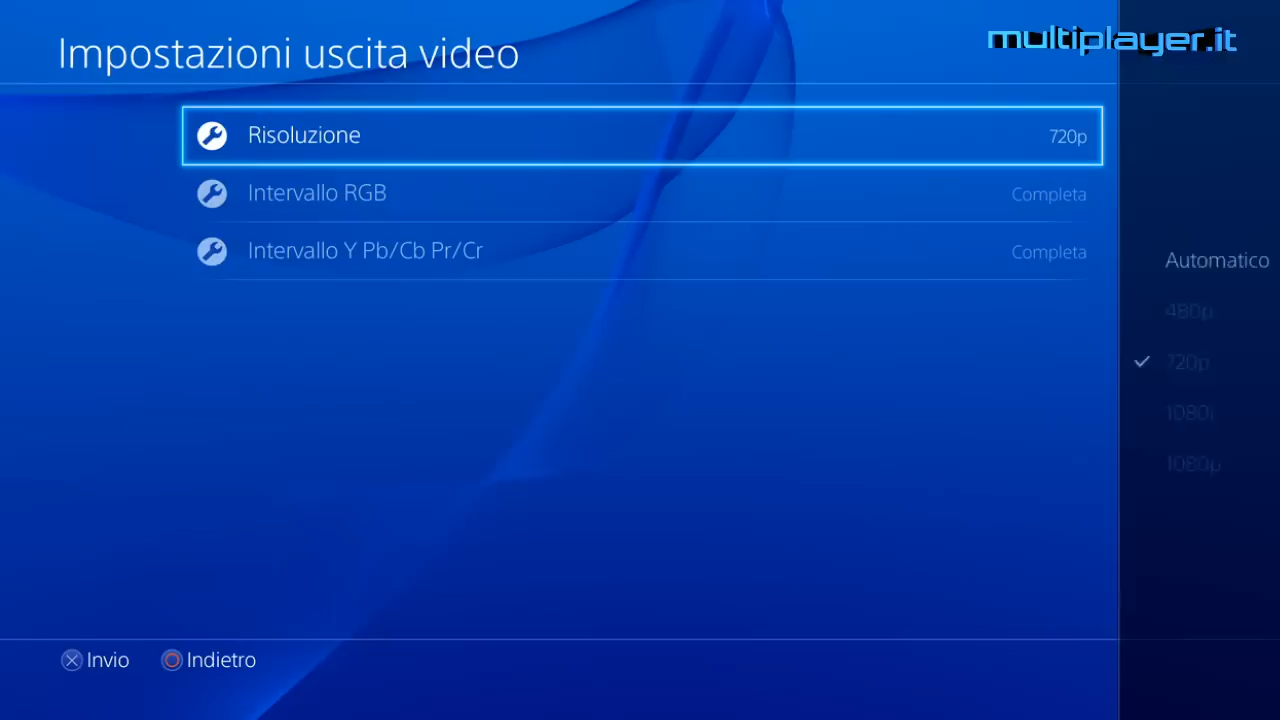 Impostazioni uscita video
multiplayer.it
Risoluzione 720p
Intervallo RGB Completa
Intervallo Y Pb/Cb Pr/Cr Completa
Automatico
480p
720p
1080i
1080p
Invio Indietro